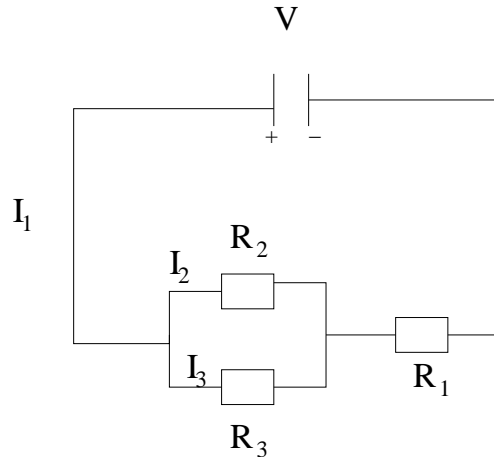 V
+ −
I₁
R₂
I₂
I₃
R₁
R₃